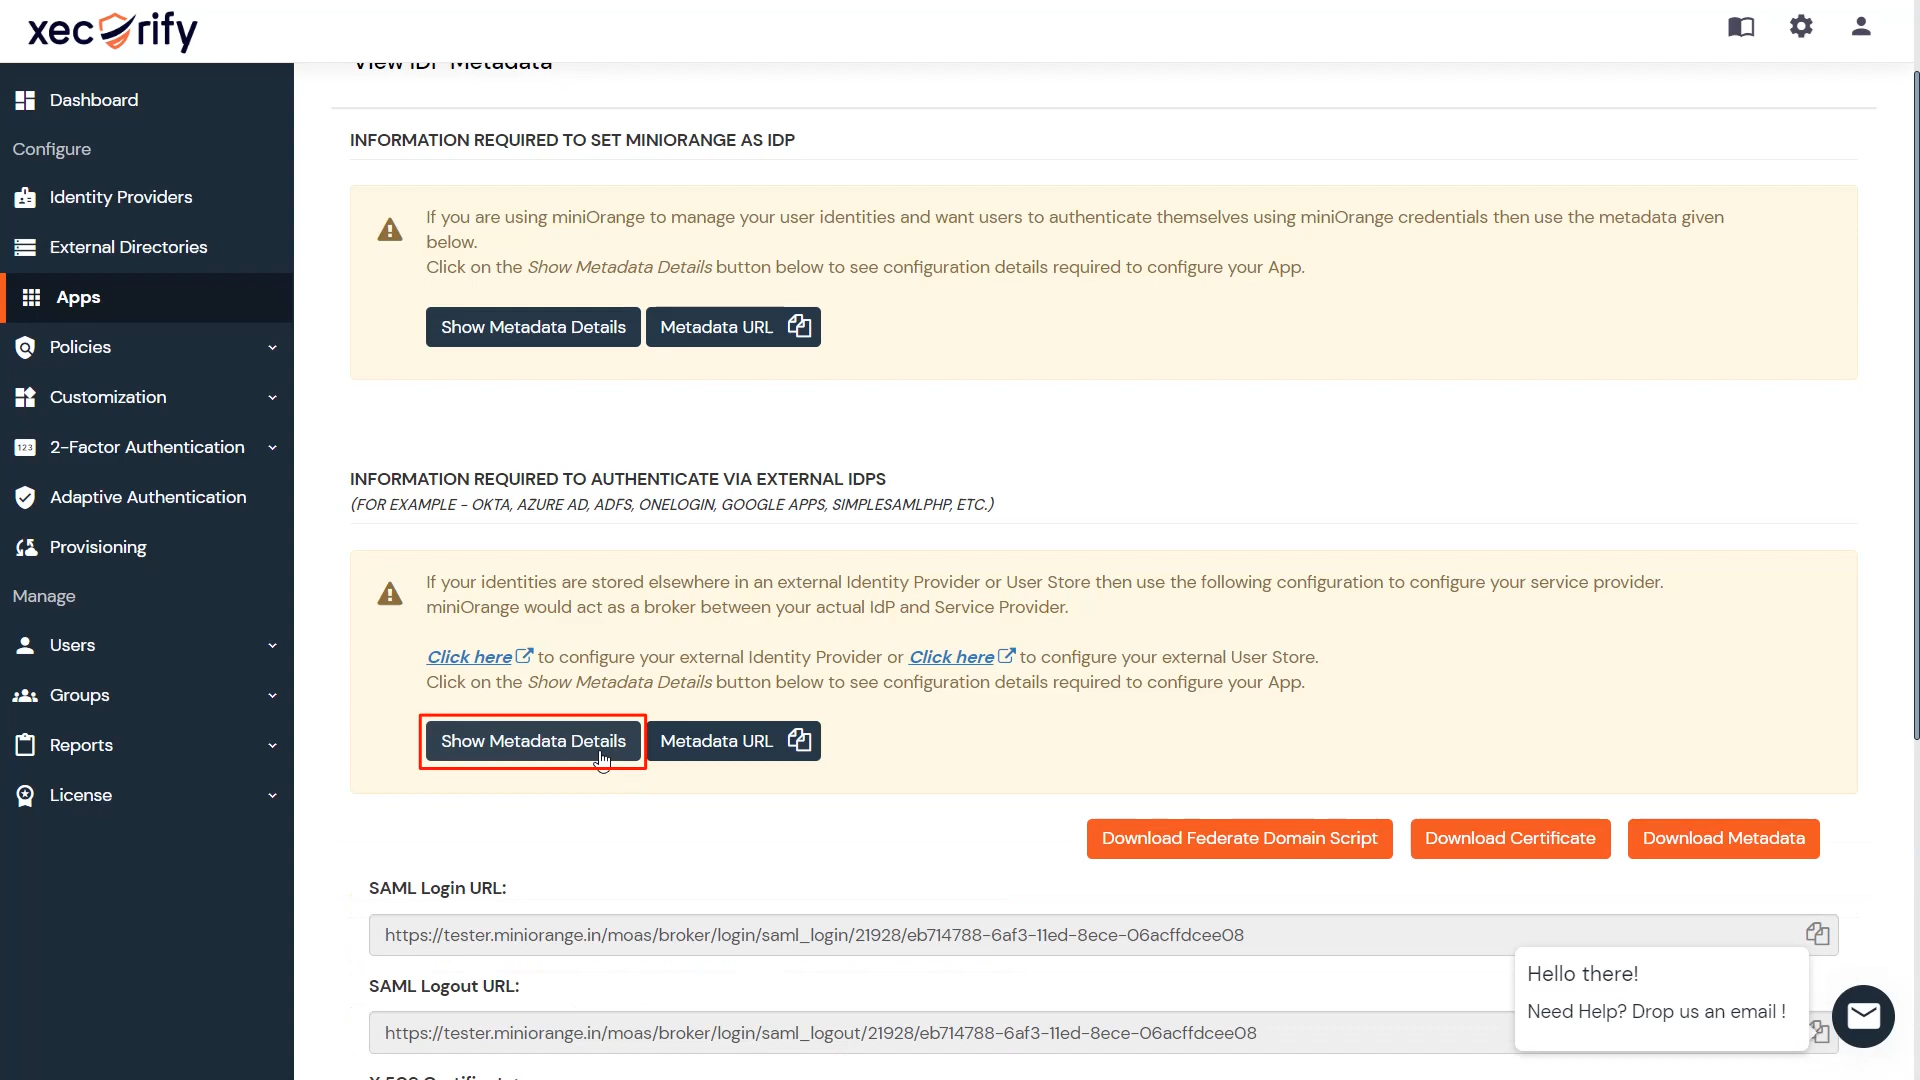 xecurify
View IDP Metadata
Dashboard
Configure
Identity Providers
External Directories
Apps
Policies
Customization
123
2-Factor Authentication
Adaptive Authentication
Provisioning
Manage
Users
Groups
Reports
License
INFORMATION REQUIRED TO SET MINIORANGE AS IDP
If you are using miniOrange to manage your user identities and want users to authenticate themselves using miniOrange credentials then use the metadata given
below.
Click on the Show Metadata Details button below to see configuration details required to configure your App.
Show Metadata Details
Metadata URL
INFORMATION REQUIRED TO AUTHENTICATE VIA EXTERNAL IDPS
(FOR EXAMPLE - OKTA, AZURE AD, ADFS, ONELOGIN, GOOGLE APPS, SIMPLESAMLPHP, ETC.)
If your identities are stored elsewhere in an external Identity Provider or User Store then use the following configuration to configure your service provider.
miniOrange would act as a broker between your actual IdP and Service Provider.
Click here to configure your external Identity Provider or Click here to configure your external User Store.
Click on the Show Metadata Details button below to see configuration details required to configure your App.
Show Metadata Details
Metadata URL
Download Federate Domain Script
Download Certificate
Download Metadata
SAML Login URL:
https://tester.miniorange.in/moas/broker/login/saml_login/21928/eb714788-6af3-11ed-8ece-06acffdcee08
SAML Logout URL:
https://tester.miniorange.in/moas/broker/login/saml_logout/21928/eb714788-6af3-11ed-8ece-06acffdcee08
Hello there!
Need Help? Drop us an email !